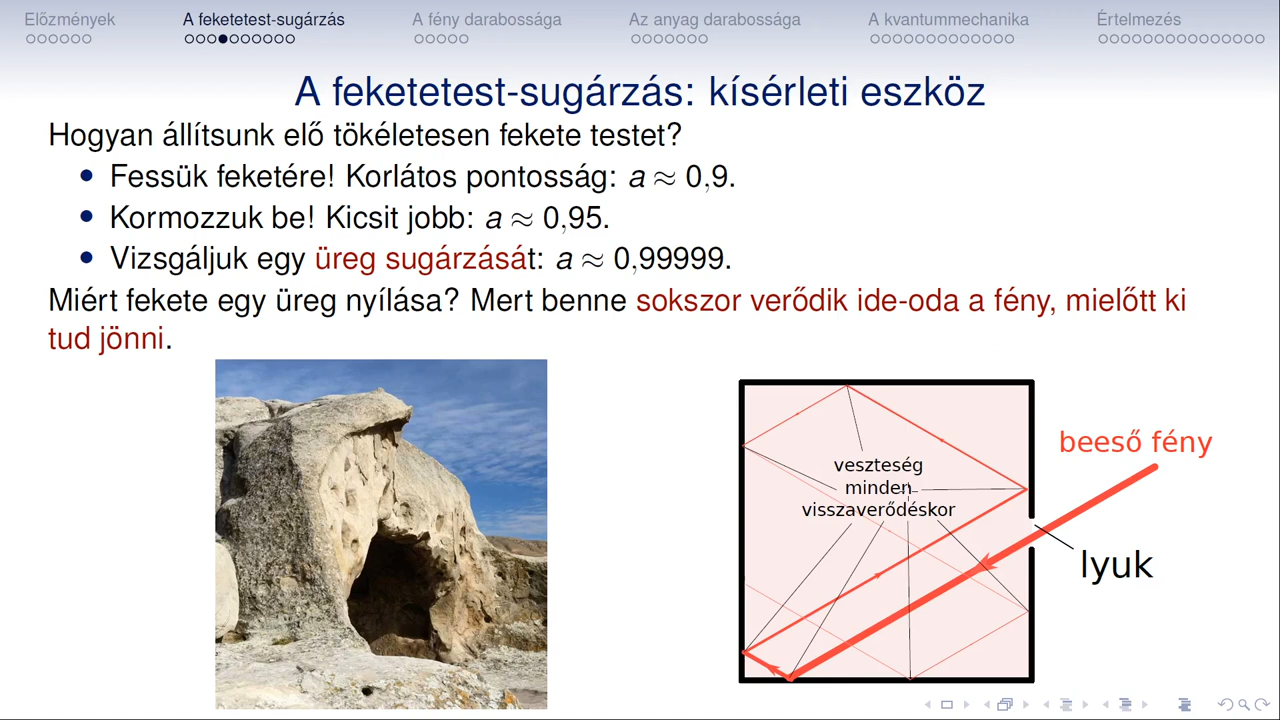 Előzmények
A feketetest-sugárzás
A fény darabossága
Az anyag darabossága
A kvantummechanika
Értelmezés
A feketetest-sugárzás: kísérleti eszköz
Hogyan állítsunk elő tökéletesen fekete testet?
• Fessük feketére! Korlátos pontosság: a ≈ 0,9.
• Kormozzuk be! Kicsit jobb: a ≈ 0,95.
• Vizsgáljuk egy üreg sugárzását: a ≈ 0,99999.
Miért fekete egy üreg nyílása? Mert benne sokszor verődik ide-oda a fény, mielőtt ki
tud jönni.
beeső fény
veszteség
minden
visszaverődéskor
lyuk